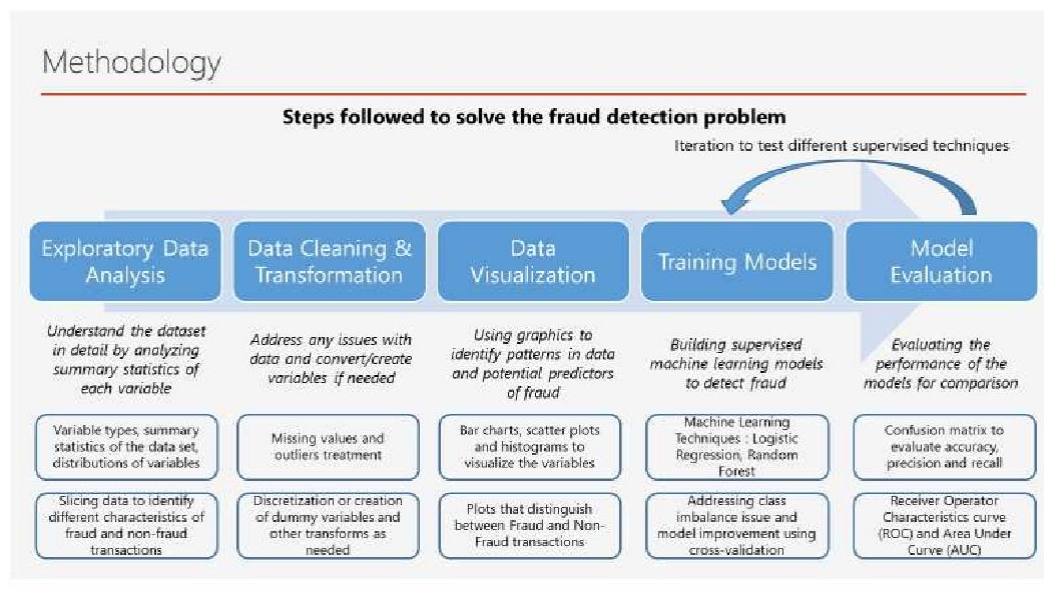 Methodology
Steps followed to solve the fraud detection problem
Iteration to test different supervised techniques
Exploratory Data
Analysis
Data Cleaning &
Transformation
Data
Visualization
Training Models
Model
Evaluation
Understand the dataset
in detail by analyzing
summary statistics of
each variable
Address any issues with
data and convert/create
variables if needed
Using graphics to
identify patterns in data
and potential predictors
of fraud
Building supervised
machine learning models
to detect fraud
Evaluating the
performance of the
models for comparison
Variable types, summary
statistics of the data set,
distributions of variables
Missing values and
outliers treatment
Bar charts, scatter plots
and histograms to
visualize the variables
Machine Learning
Techniques : Logistic
Regression, Random
Forest
Confusion matrix to
evaluate accuracy,
precision and recall
Slicing data to identify
different characteristics of
fraud and non-fraud
transactions
Discretization or creation
of dummy variables and
other transforms as
needed
Plots that distinguish
between Fraud and Non-
Fraud transactions
Addressing class
imbalance issue and
model improvement using
cross-validation
Receiver Operator
Characteristics curve
(ROC) and Area Under
Curve (AUC)